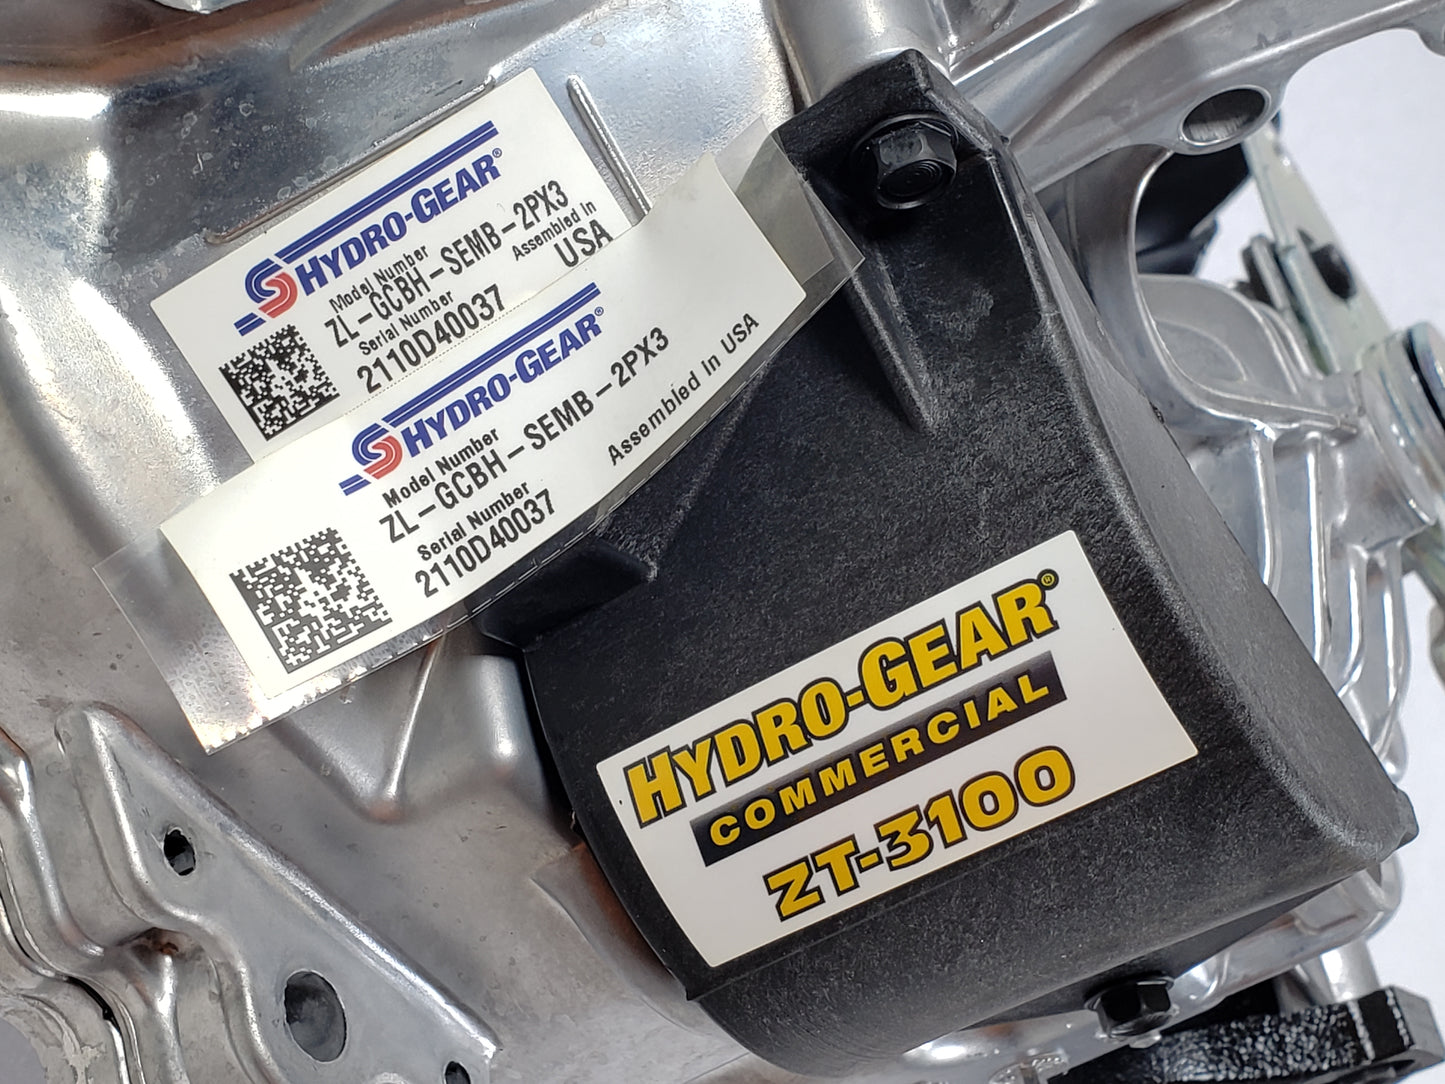 HYDRO-GEAR®
Model Number
ZL-GCBH-SEMB-2PX3
Serial Number
2110D40037
Assembled in
USA
HYDRO-GEAR®
Model Number
ZL-GCBH-SEMB-2PX3
Serial Number
2110D40037
Assembled in USA
HYDRO-GEAR®
COMMERCIAL
ZT-3100